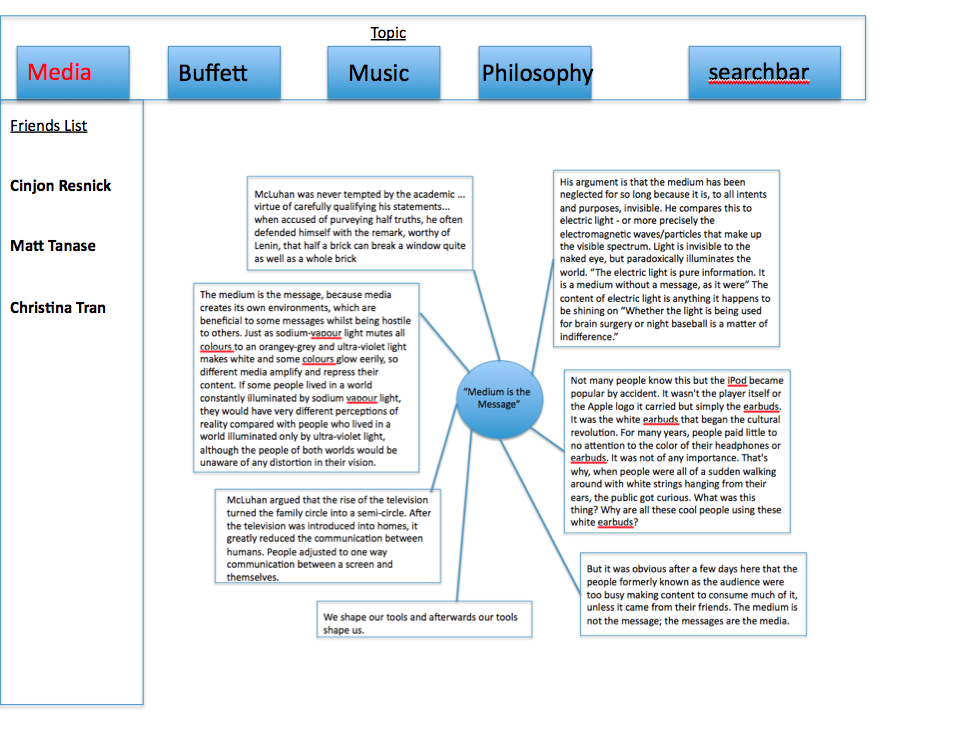 Topic
Media
Buffett
Music
Philosophy
searchbar
Friends List
Cinjon Resnick
Matt Tanase
Christina Tran
McLuhan was never tempted by the academic ...
virtue of carefully qualifying his statements...
when accused of purveying half truths, he often
defended himself with the remark, worthy of
Lenin, that half a brick can break a window quite
as well as a whole brick
His argument is that the medium has been
neglected for so long because it is, to all intents
and purposes, invisible. He compares this to
electric light - or more precisely the
electromagnetic waves/particles that make up
the visible spectrum. Light is invisible to the
naked eye, but paradoxically illuminates the
world. “The electric light is pure information. It
is a medium without a message, as it were” The
content of electric light is anything it happens to
be shining on “Whether the light is being used
for brain surgery or night baseball is a matter of
indifference.”
The medium is the message, because media
creates its own environments, which are
beneficial to some messages whilst being hostile
to others. Just as sodium-vapour light mutes all
colours to an orangey-grey and ultra-violet light
makes white and some colours glow eerily, so
different media amplify and repress their
content. If some people lived in a world
constantly illuminated by sodium vapour light,
they would have very different perceptions of
reality compared with people who lived in a
world illuminated only by ultra-violet light,
although the people of both worlds would be
unaware of any distortion in their vision.
“Medium is the
Message”
Not many people know this but the iPod became
popular by accident. It wasn't the player itself or
the Apple logo it carried but simply the earbuds.
It was the white earbuds that began the cultural
revolution. For many years, people paid little to
no attention to the color of their headphones or
earbuds. It was not of any importance. That's
why, when people were all of a sudden walking
around with white strings hanging from their
ears, the public got curious. What was this
thing? Why are all these cool people using these
white earbuds?
McLuhan argued that the rise of the television
turned the family circle into a semi-circle. After
the television was introduced into homes, it
greatly reduced the communication between
humans. People adjusted to one way
communication between a screen and
themselves.
But it was obvious after a few days here that the
people formerly known as the audience were
too busy making content to consume much of it,
unless it came from their friends. The medium is
not the message; the messages are the media.
We shape our tools and afterwards our tools
shape us.